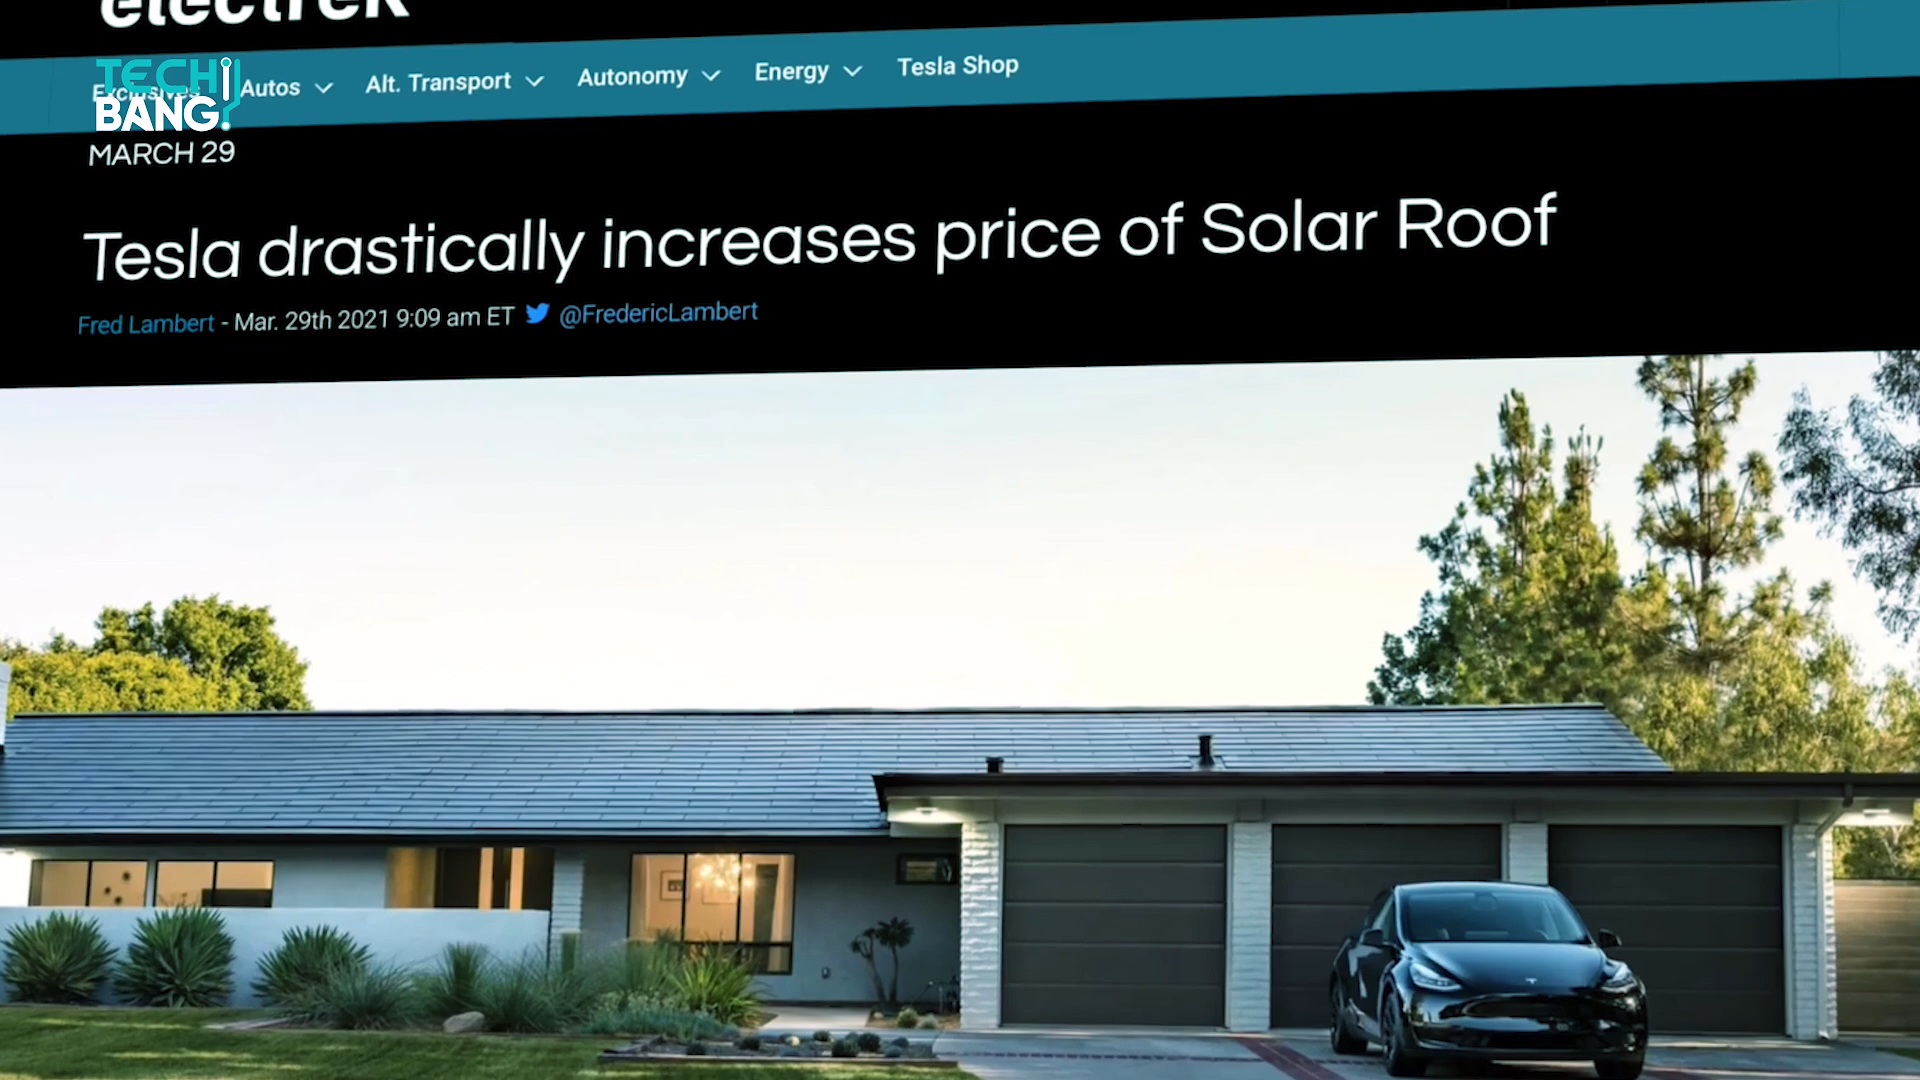 electrek
TECH
BANG!
Exclusives
Autos
Alt. Transport
Autonomy
Energy
Tesla Shop
MARCH 29
Tesla drastically increases price of Solar Roof
Fred Lambert - Mar. 29th 2021 9:09 am ET @FredericLambert